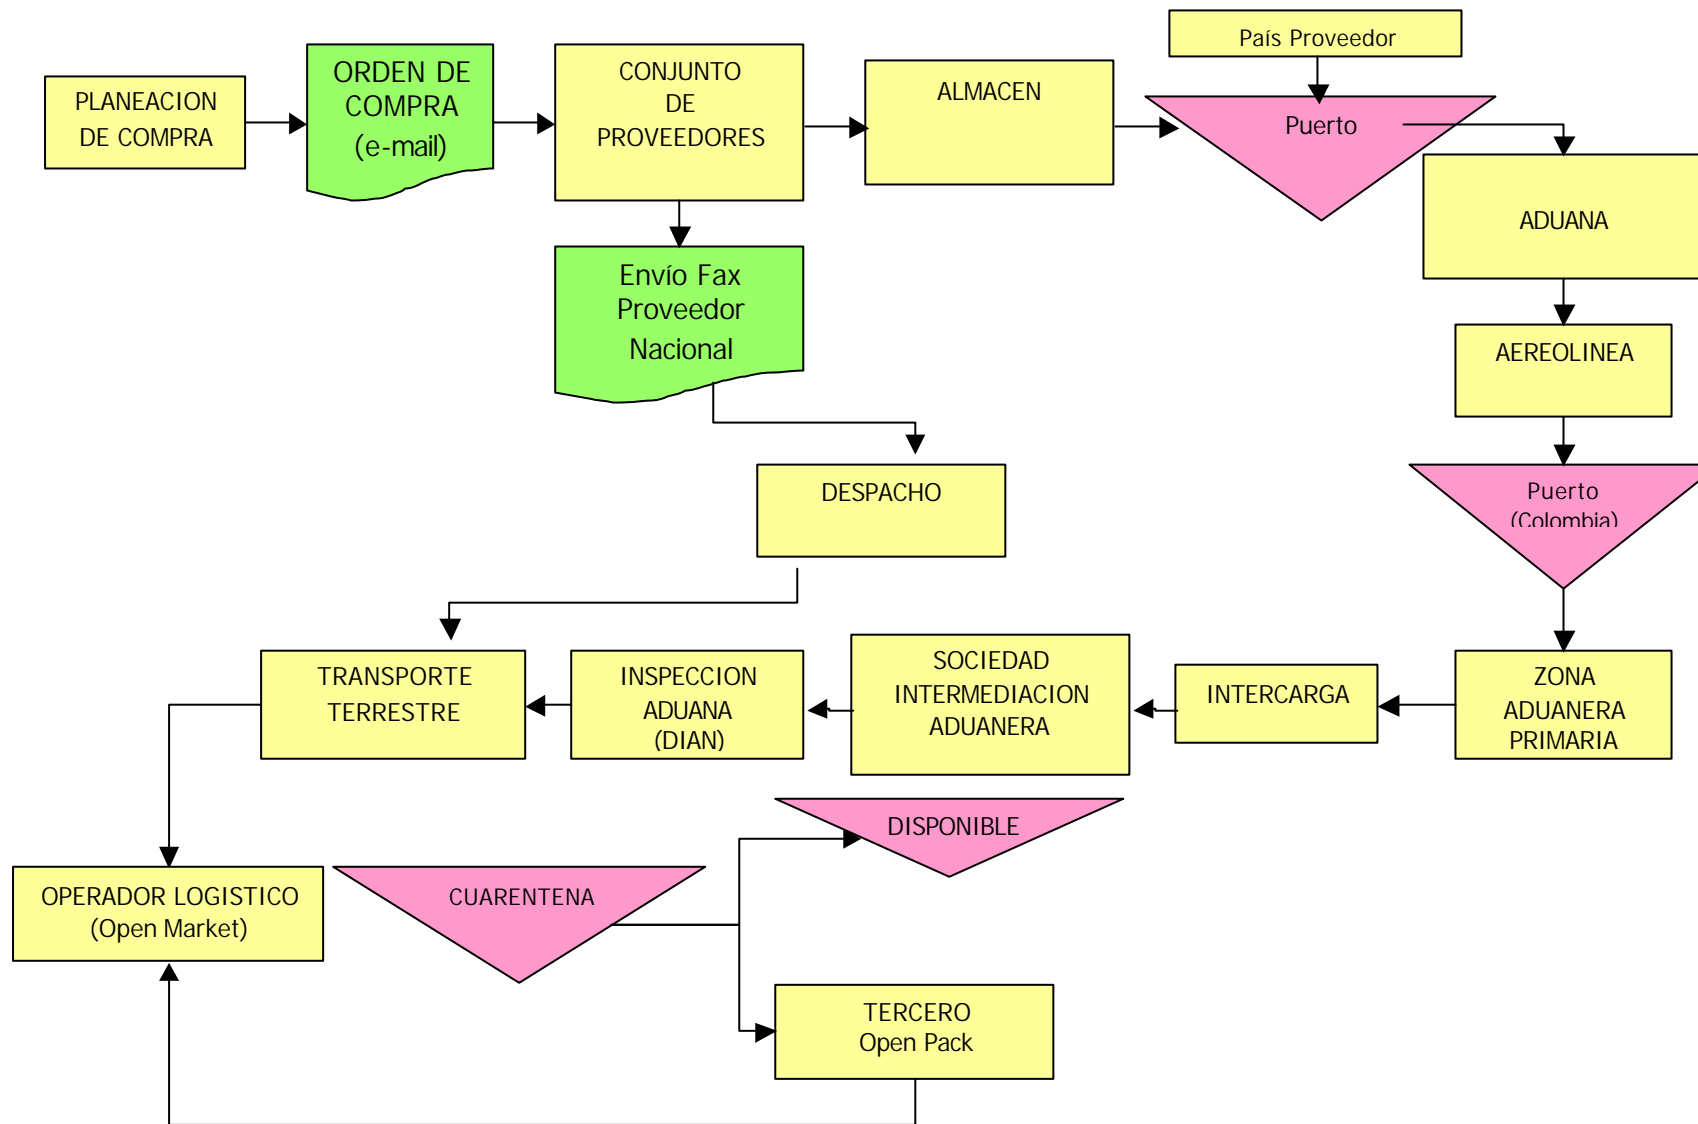 País Proveedor
PLANEACION
DE COMPRA
ORDEN DE
COMPRA
(e-mail)
CONJUNTO
DE
PROVEEDORES
ALMACEN
Puerto
ADUANA
Envío Fax
Proveedor
Nacional
AEREOLINEA
DESPACHO
Puerto
(Colombia)
TRANSPORTE
TERRESTRE
INSPECCION
ADUANA
(DIAN)
SOCIEDAD
INTERMEDIACION
ADUANERA
INTERCARGA
ZONA
ADUANERA
PRIMARIA
DISPONIBLE
OPERADOR LOGISTICO
(Open Market)
CUARENTENA
TERCERO
Open Pack